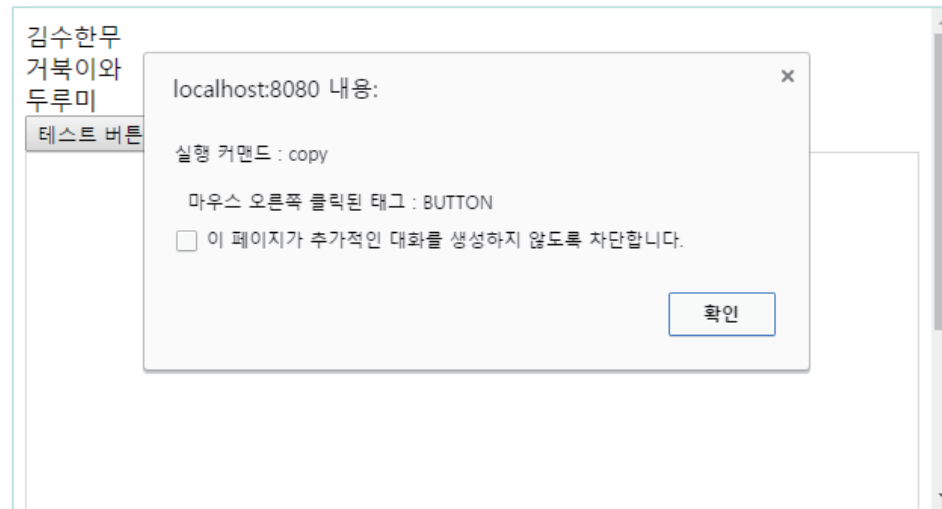 김수한무
거북이와
두루미
테스트 버튼
localhost:8080 내용:
실행 커맨드 : copy
마우스 오른쪽 클릭된 태그 : BUTTON
이 페이지가 추가적인 대화를 생성하지 않도록 차단합니다.
확인